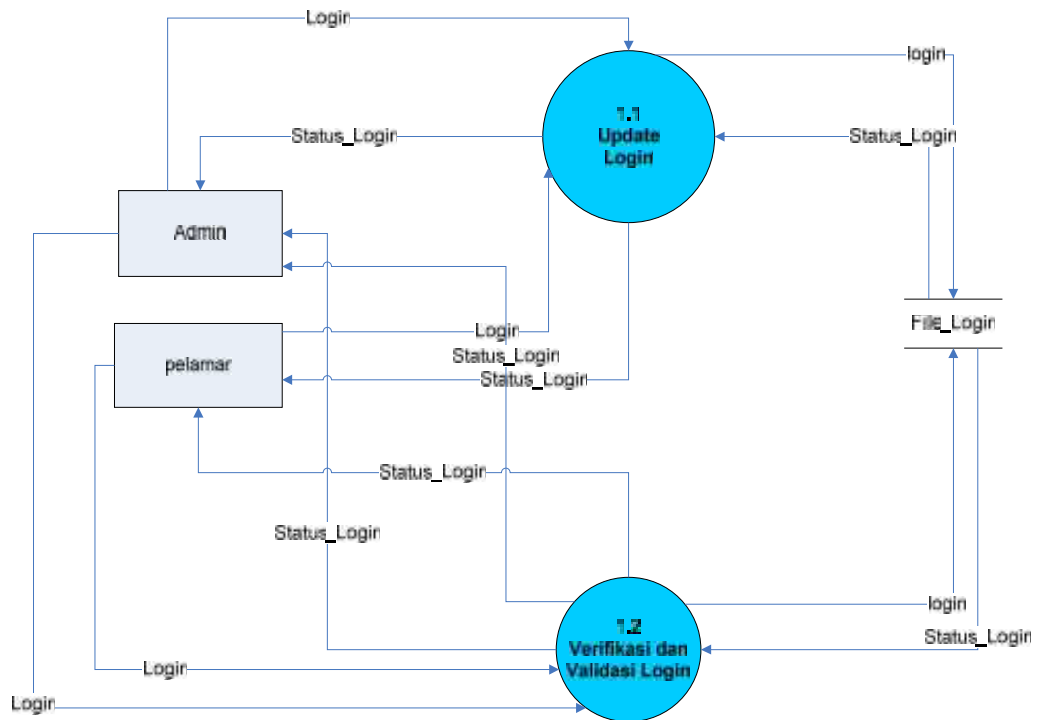 Login
login
1.1
Update
Login
Status_Login
Status_Login
Admin
File_Login
pelamar
Login
Status_Login
Status_Login
Status_Login
Status_Login
login
1.2
Verifikasi dan
Validasi Login
Status_Login
Login
Login